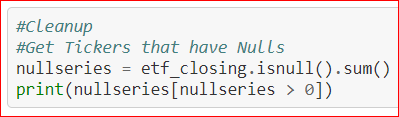 #Cleanup
#Get Tickers that have Nulls
nullseries = etf_closing.isnull().sum()
print(nullseries[nullseries > 0])